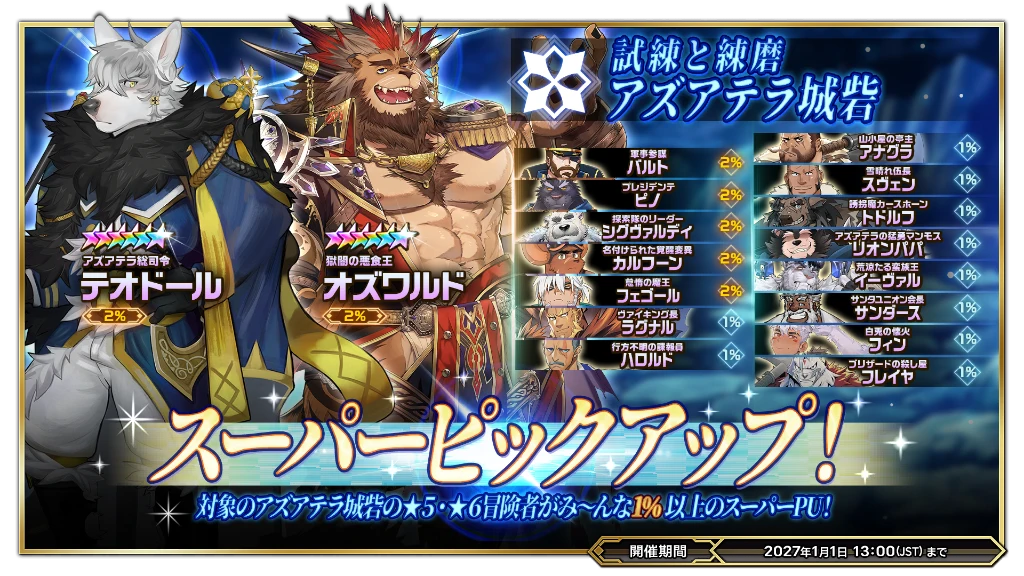 試練と練磨
アズアテラ城砦
アズアテラ総司令
テオドール
2%
獄闇の悪食王
オズワルド
2%
軍事参謀
バルト
2%
プレジデンテ
ピノ
2%
探索隊のリーダー
シグヴァルディ
2%
名付けられた覚醒変異
カルフーン
2%
怠惰の魔王
フェゴール
2%
ヴァイキング長
ラグナル
1%
行方不明の諜報員
ハロルド
1%
山小屋の亭主
アナグラ
1%
雪晴れ伍長
スヴェン
1%
誘拐魔カースホーン
トドルフ
1%
アズアテラの猛勇マンモス
リオンパパ
1%
荒涼たる蛮族王
イーヴァル
1%
サンタユニオン会長
サンダース
1%
白兎の燈火
フィン
1%
ブリザードの殺し屋
フレイヤ
1%
スーパーピックアップ!
対象のアズアテラ城砦の★5・★6冒険者がみ〜んな1%以上のスーパーPU!
開催期間
2027年1月1日 13:00(JST) まで